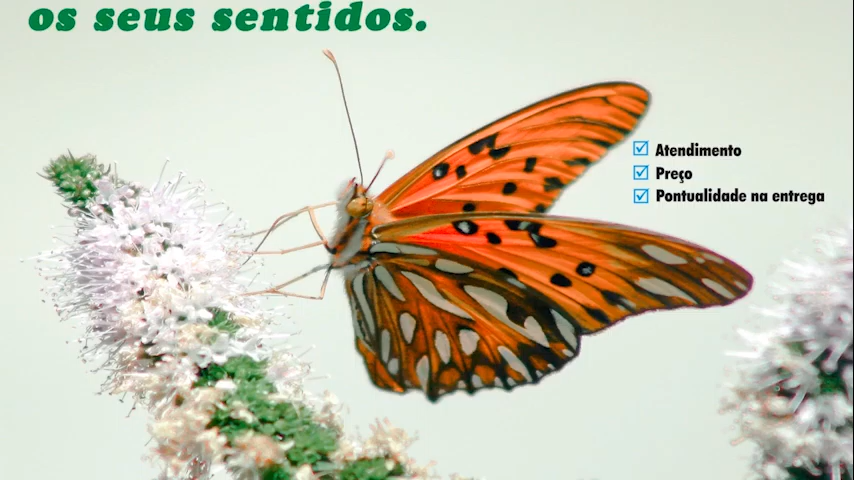 os seus sentidos.
Atendimento
Preço
Pontualidade na entrega